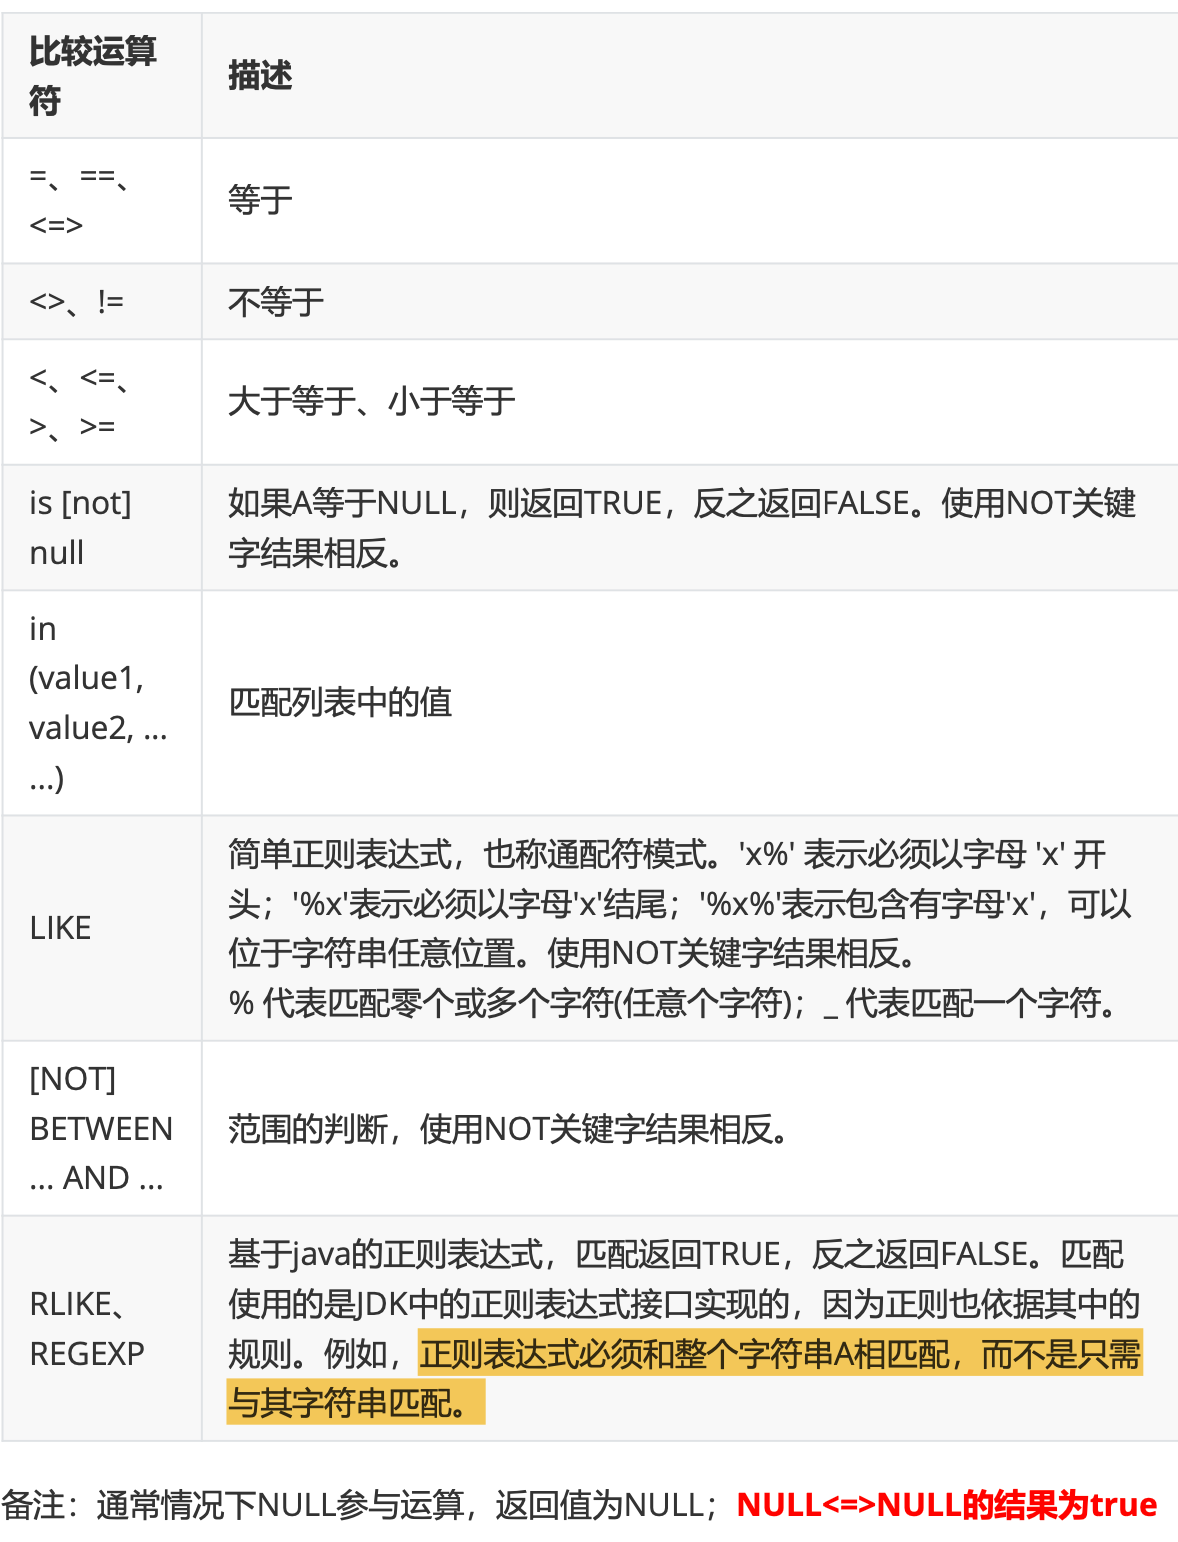 比较运算
符
描述
=、==、
<=>
等于
<>、!=
不等于
<、<=、
>、>=
大于等于、小于等于
is [not]
null
如果A等于NULL，则返回TRUE，反之返回FALSE。使用NOT关键
字结果相反。
in
(value1,
value2, ...
...)
匹配列表中的值
LIKE
简单正则表达式，也称通配符模式。'x%' 表示必须以字母 'x' 开
头；'%x'表示必须以字母'x'结尾；'%x%'表示包含有字母'x'，可以
位于字符串任意位置。使用NOT关键字结果相反。
% 代表匹配零个或多个字符(任意个字符)；_ 代表匹配一个字符。
[NOT]
BETWEEN
... AND ...
范围的判断，使用NOT关键字结果相反。
RLIKE、
REGEXP
基于java的正则表达式，匹配返回TRUE，反之返回FALSE。匹配
使用的是JDK中的正则表达式接口实现的，因为正则也依据其中的
规则。例如，正则表达式必须和整个字符串A相匹配，而不是只需
与其字符串匹配。
备注：通常情况下NULL参与运算，返回值为NULL；NULL<=>NULL的结果为true